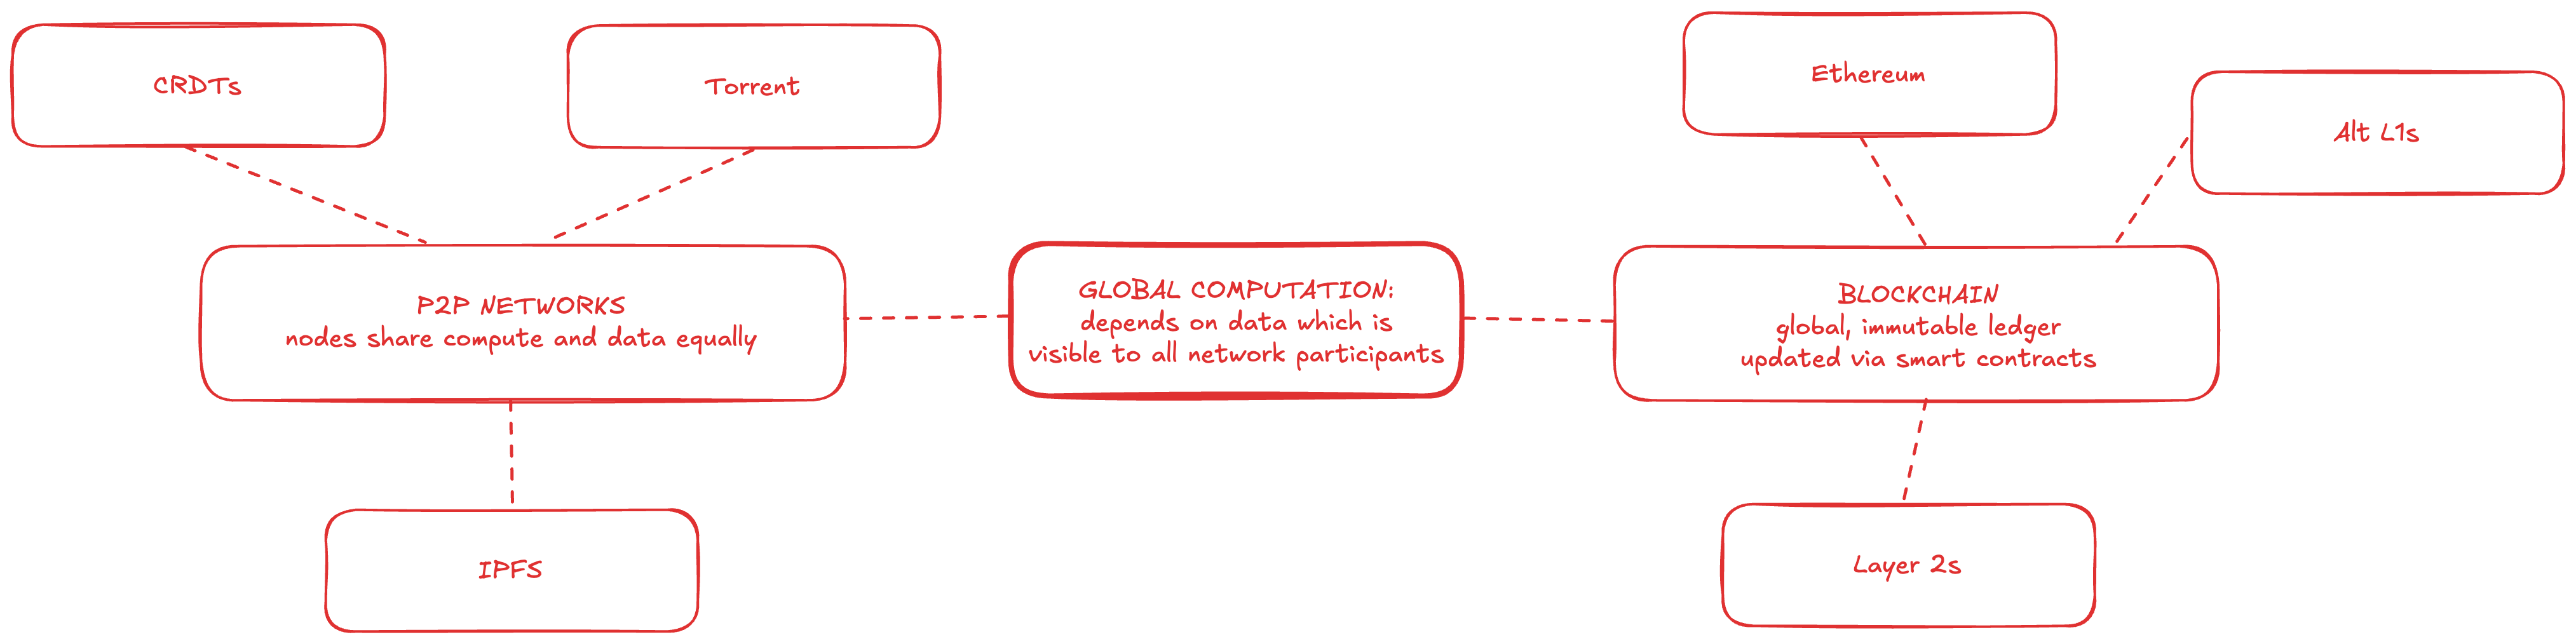 CRDTs
Torrent
Ethereum
Alt L1s
P2P NETWORKS
nodes share compute and data equally
GLOBAL COMPUTATION:
depends on data which is
visible to all network participants
BLOCKCHAIN
global, immutable ledger
updated via smart contracts
IPFS
Layer 2s